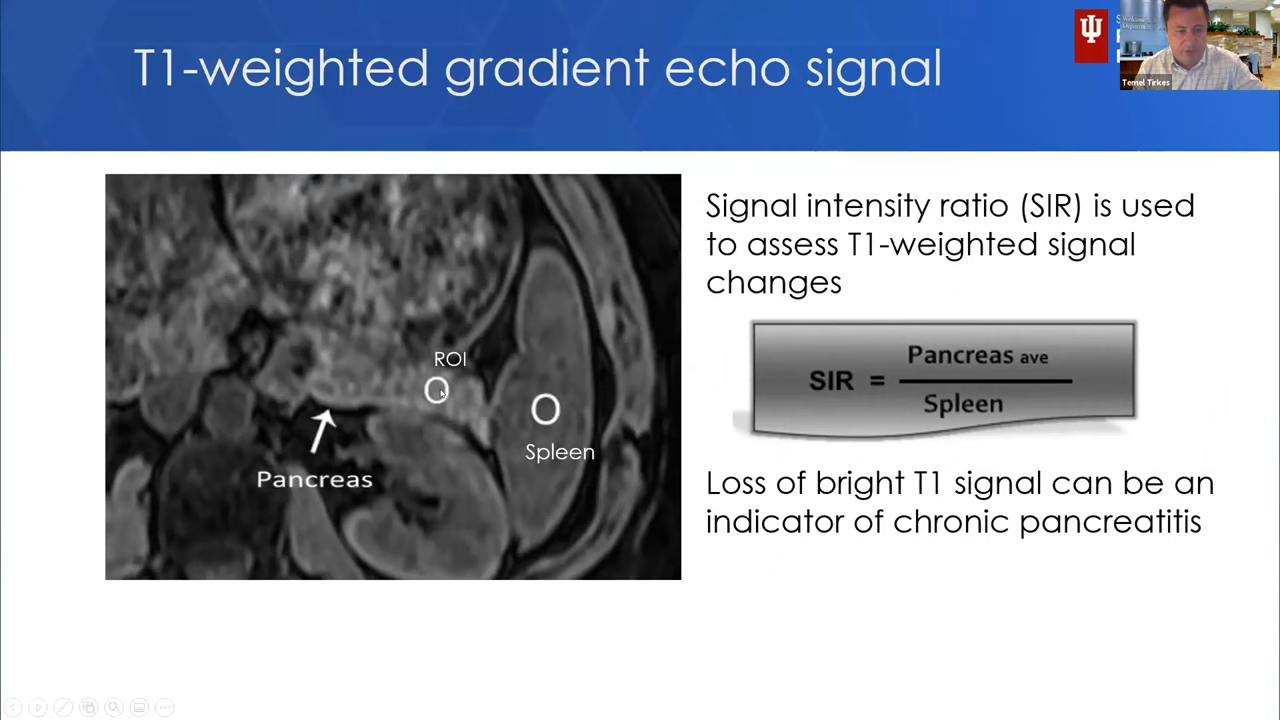 T1-weighted gradient echo signal
Temel Tirkes
ROI
Spleen
Pancreas
Signal intensity ratio (SIR) is used
to assess T1-weighted signal
changes
SIR = Pancreas ave
Spleen
Loss of bright T1 signal can be an
indicator of chronic pancreatitis